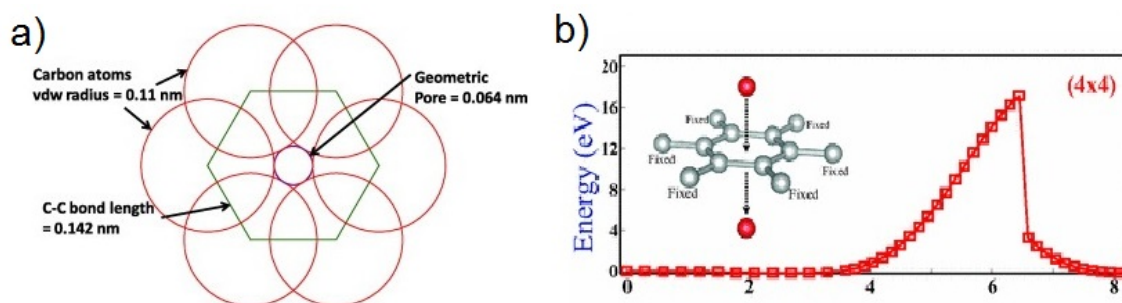 a)
Carbon atoms
vdw radius = 0.11 nm
Geometric
Pore = 0.064 nm
C-C bond length
= 0.142 nm
b)
Energy (eV)
20
16
12
8
4
0
(4x4)
Fixed
Fixed
Fixed
Fixed
Fixed
Fixed
0
2
4
6
8